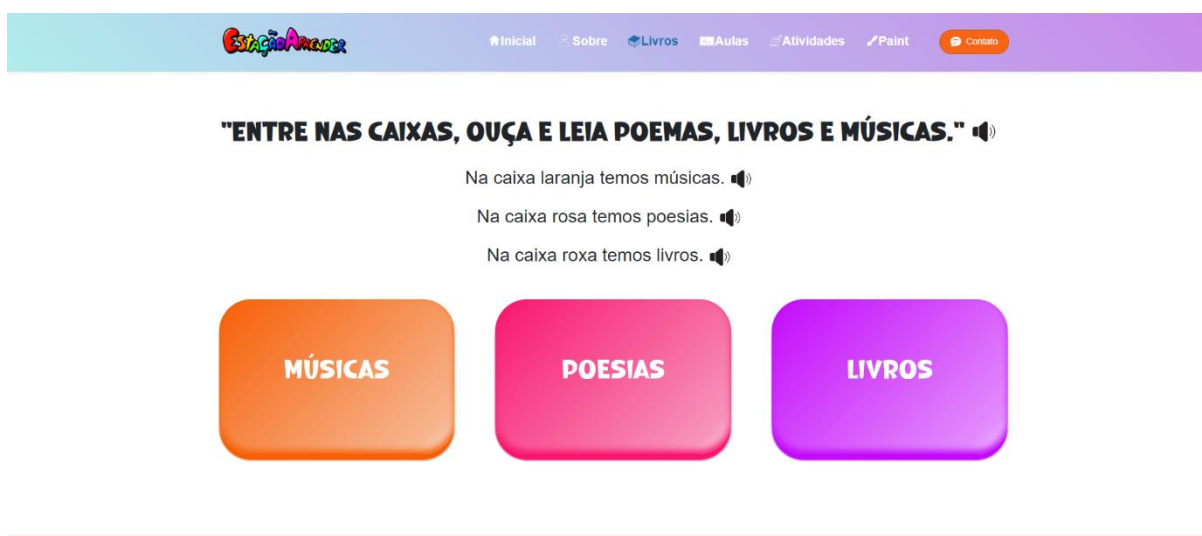 EstaçãoAprender
Inicial Sobre Livros Aulas Atividades Paint Contato
"ENTRE NAS CAIXAS, OUÇA E LEIA POEMAS, LIVROS E MÚSICAS."
Na caixa laranja temos músicas.
Na caixa rosa temos poesias.
Na caixa roxa temos livros.
MÚSICAS POESIAS LIVROS